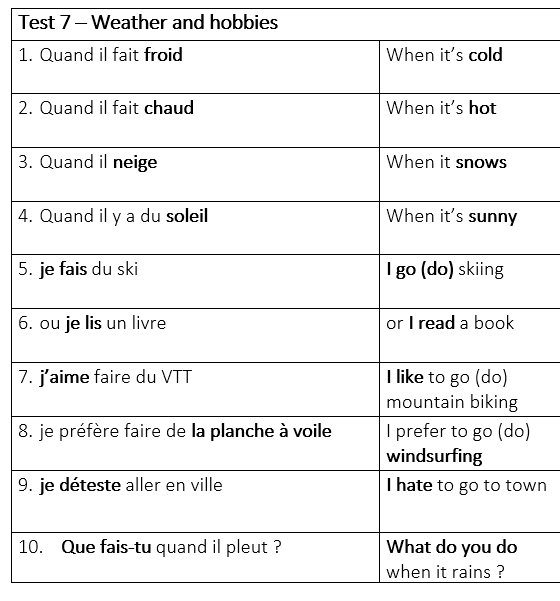 Test 7 – Weather and hobbies
1. Quand il fait froid
When it’s cold
2. Quand il fait chaud
When it’s hot
3. Quand il neige
When it snows
4. Quand il y a du soleil
When it’s sunny
5. je fais du ski
I go (do) skiing
6. ou je lis un livre
or I read a book
7. j’aime faire du VTT
I like to go (do)
mountain biking
8. je préfère faire de la planche à voile
I prefer to go (do)
windsurfing
9. je déteste aller en ville
I hate to go to town
10. Que fais-tu quand il pleut ?
What do you do
when it rains ?